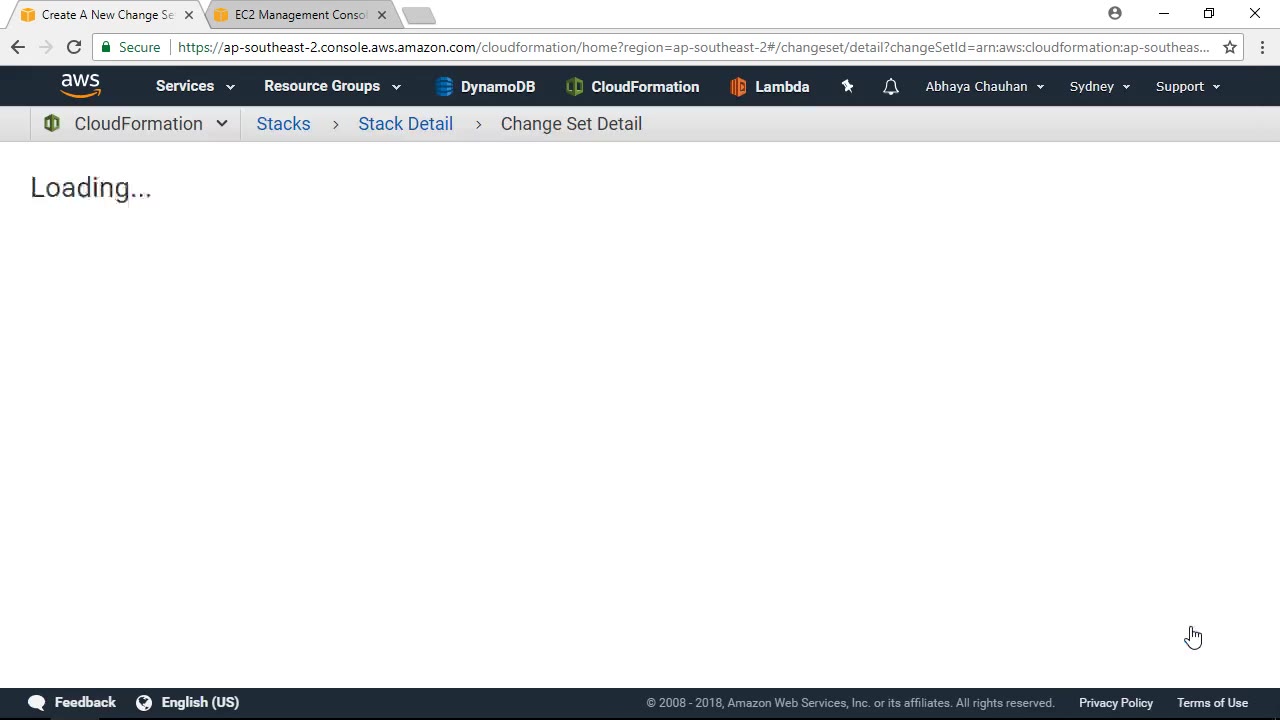 Create A New Change Se
EC2 Management Consol
Secure
https://ap-southeast-2.console.aws.amazon.com/cloudformation/home?region=ap-southeast-2#/changeset/detail?changeSetId=arn:aws:cloudformation:ap-southeas...
aws Services Resource Groups DynamoDB CloudFormation Lambda Abhaya Chauhan Sydney Support
CloudFormation Stacks > Stack Detail > Change Set Detail
Loading...
Feedback English (US) © 2008 - 2018, Amazon Web Services, Inc. or its affiliates. All rights reserved. Privacy Policy Terms of Use